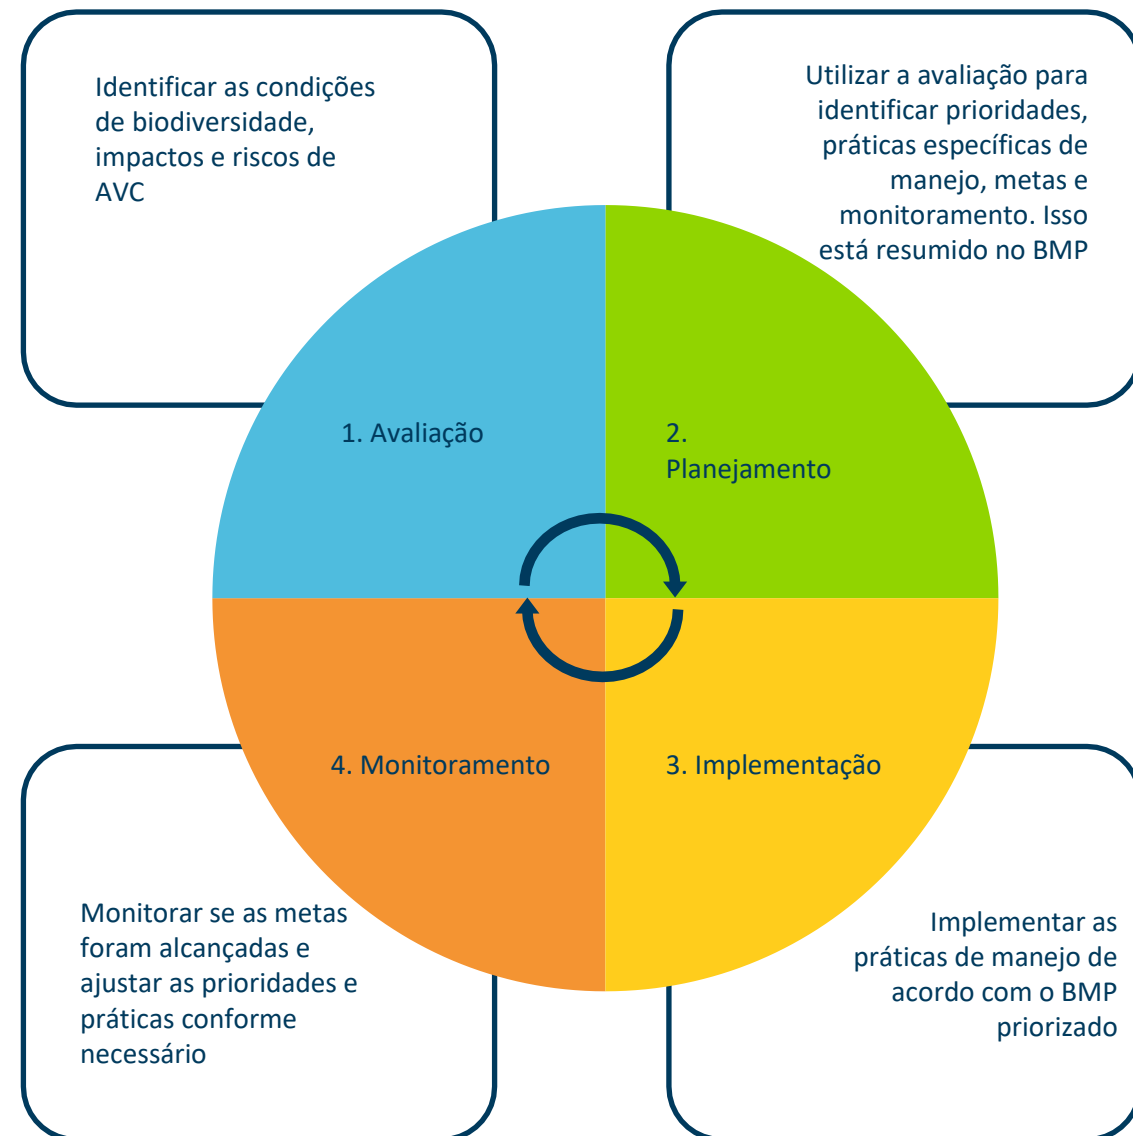 Identificar as condições
de biodiversidade,
impactos e riscos de
AVC
Utilizar a avaliação para
identificar prioridades,
práticas específicas de
manejo, metas e
monitoramento. Isso
está resumido no BMP
1. Avaliação
2.
Planejamento
4. Monitoramento
3. Implementação
Monitorar se as metas
foram alcançadas e
ajustar as prioridades e
práticas conforme
necessário
Implementar as
práticas de manejo de
acordo com o BMP
priorizado